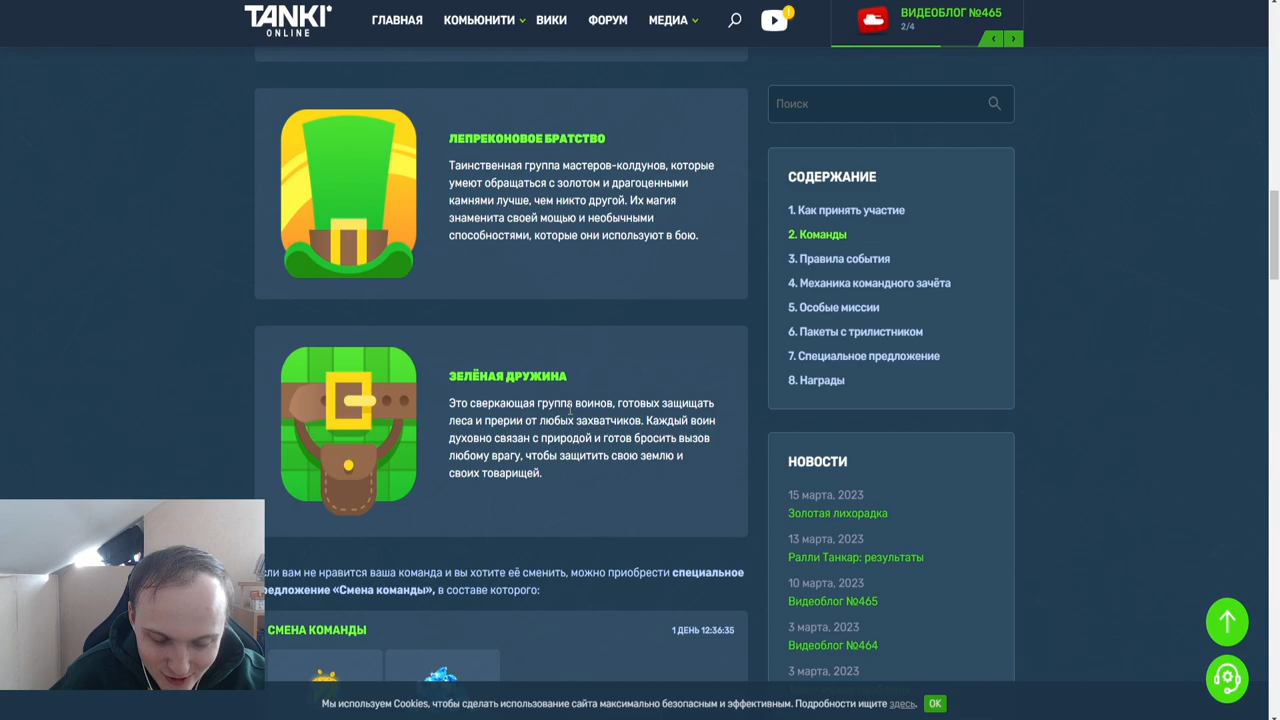 TANKI
ONLINE
ГЛАВНАЯ
КОМЬЮНИТИ
ВИКИ
ФОРУМ
МЕДИА
1
ВИДЕОБЛОГ №465
2/4
ЛЕПРЕКОНОВОЕ БРАТСТВО
Таинственная группа мастеров-колдунов, которые
умеют обращаться с золотом и драгоценными
камнями лучше, чем никто другой. Их магия
знаменита своей мощью и необычными
способностями, которые они используют в бою.
ЗЕЛЁНАЯ ДРУЖИНА
Это сверкающая группа воинов, готовых защищать
леса и прерии от любых захватчиков. Каждый воин
духовно связан с природой и готов бросить вызов
любому врагу, чтобы защитить свою землю и
своих товарищей.
сли вам не нравится ваша команда и вы хотите её сменить, можно приобрести специальное
едложение «Смена команды», в составе которого:
СМЕНА КОМАНДЫ
1 ДЕНЬ 12:36:35
Поиск
СОДЕРЖАНИЕ
1. Как принять участие
2. Команды
3. Правила события
4. Механика командного зачёта
5. Особые миссии
6. Пакеты с трилистником
7. Специальное предложение
8. Награды
НОВОСТИ
15 марта, 2023
Золотая лихорадка
13 марта, 2023
Ралли Танкар: результаты
10 марта, 2023
Видеоблог №465
3 марта, 2023
Видеоблог №464
3 марта, 2023
Мы используем Cookies, чтобы сделать использование сайта максимально безопасным и эффективным. Подробности ищите здесь.
OK